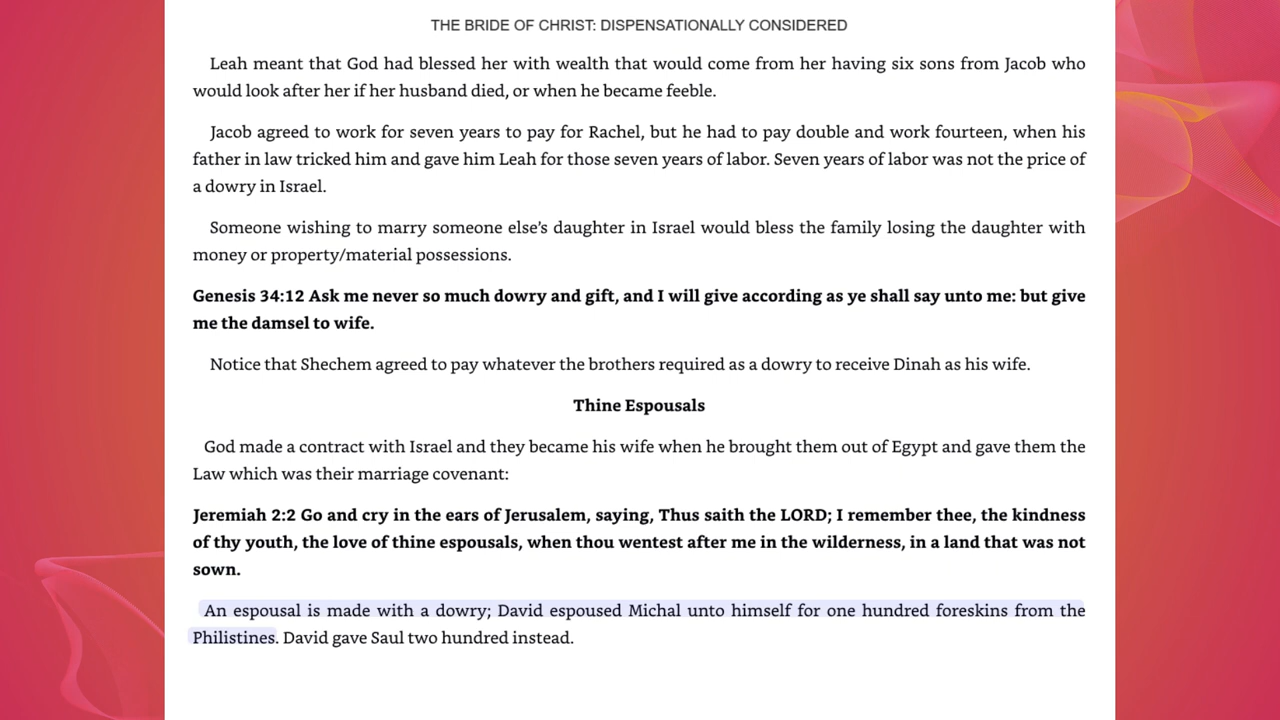 THE BRIDE OF CHRIST: DISPENSATIONALLY CONSIDERED
Leah meant that God had blessed her with wealth that would come from her having six sons from Jacob who
would look after her if her husband died, or when he became feeble.
Jacob agreed to work for seven years to pay for Rachel, but he had to pay double and work fourteen, when his
father in law tricked him and gave him Leah for those seven years of labor. Seven years of labor was not the price of
a dowry in Israel.
Someone wishing to marry someone else’s daughter in Israel would bless the family losing the daughter with
money or property/material possessions.
Genesis 34:12 Ask me never so much dowry and gift, and I will give according as ye shall say unto me: but give
me the damsel to wife.
Notice that Shechem agreed to pay whatever the brothers required as a dowry to receive Dinah as his wife.
Thine Espousals
God made a contract with Israel and they became his wife when he brought them out of Egypt and gave them the
Law which was their marriage covenant:
Jeremiah 2:2 Go and cry in the ears of Jerusalem, saying, Thus saith the LORD; I remember thee, the kindness
of thy youth, the love of thine espousals, when thou wentest after me in the wilderness, in a land that was not
sown.
An espousal is made with a dowry; David espoused Michal unto himself for one hundred foreskins from the
Philistines. David gave Saul two hundred instead.